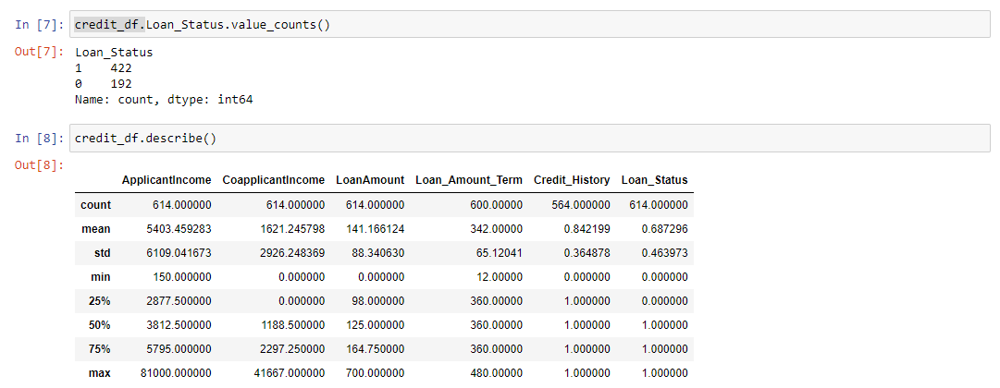 In [7]: credit_df.Loan_Status.value_counts()
Out[7]: Loan_Status
1 422
0 192
Name: count, dtype: int64
In [8]: credit_df.describe()
Out[8]:
ApplicantIncome CoapplicantIncome LoanAmount Loan_Amount_Term Credit_History Loan_Status
count 614.000000 614.000000 614.000000 600.00000 564.000000 614.000000
mean 5403.459283 1621.245798 141.166124 342.00000 0.842199 0.687296
std 6109.041673 2926.248369 88.340630 65.12041 0.364878 0.463973
min 150.000000 0.000000 0.000000 12.00000 0.000000 0.000000
25% 2877.500000 0.000000 98.000000 360.00000 1.000000 0.000000
50% 3812.500000 1188.500000 125.000000 360.00000 1.000000 1.000000
75% 5795.000000 2297.250000 164.750000 360.00000 1.000000 1.000000
max 81000.000000 41667.000000 700.000000 480.00000 1.000000 1.000000